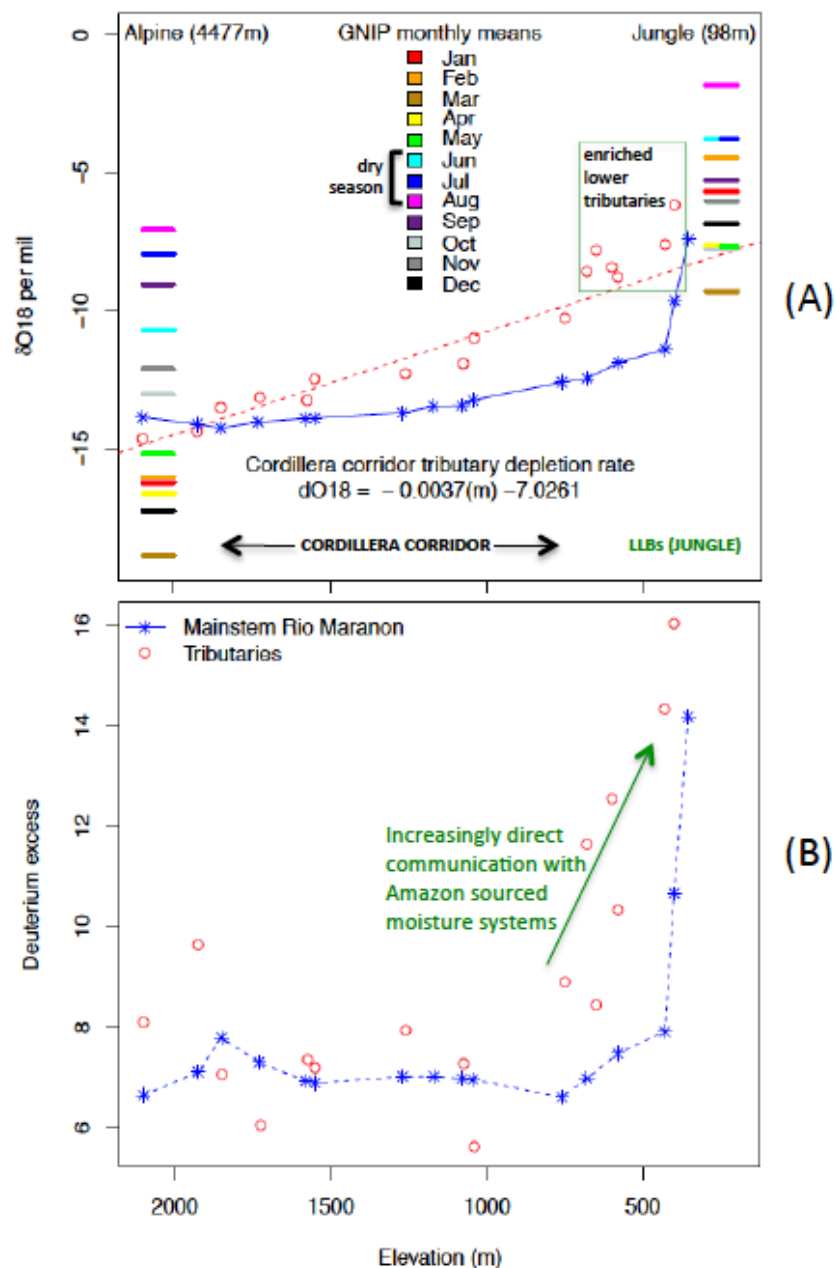 Alpine (4477m) GNIP monthly means Jungle (98m)
Jan
Feb
Mar
Apr
May
Jun
Jul
Aug
Sep
Oct
Nov
Dec
dry
season
enriched
lower
tributaries
0
−5
−10
−15
δO18 per mil
(A)
Cordillera corridor tributary depletion rate
dO18 = − 0.0037(m) −7.0261
CORDILLERA CORRIDOR
LLBs (JUNGLE)
Mainstem Rio Maranon
Tributaries
16
14
12
10
8
6
Deuterium excess
Increasingly direct
communication with
Amazon sourced
moisture systems
(B)
2000 1500 1000 500
Elevation (m)